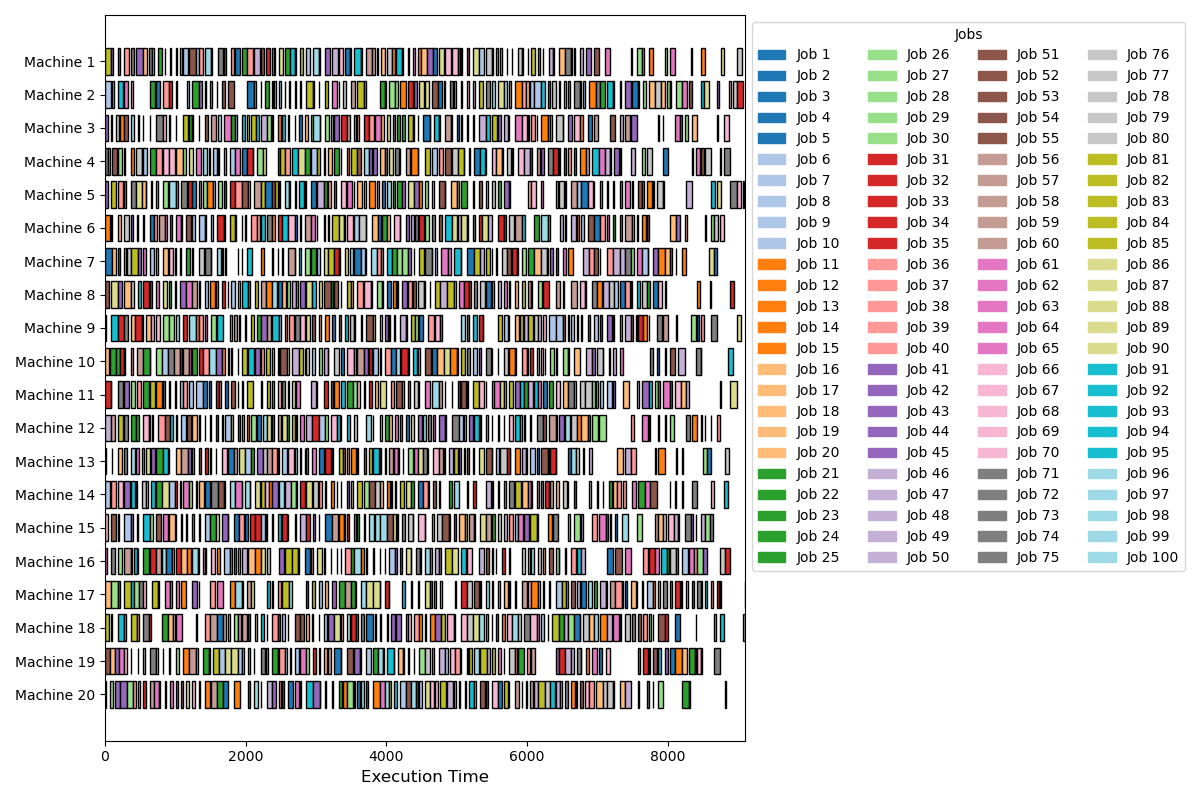 Machine 1
Machine 2
Machine 3
Machine 4
Machine 5
Machine 6
Machine 7
Machine 8
Machine 9
Machine 10
Machine 11
Machine 12
Machine 13
Machine 14
Machine 15
Machine 16
Machine 17
Machine 18
Machine 19
Machine 20
0 2000 4000 6000 8000
Execution Time
Jobs
Job 1 Job 26 Job 51 Job 76
Job 2 Job 27 Job 52 Job 77
Job 3 Job 28 Job 53 Job 78
Job 4 Job 29 Job 54 Job 79
Job 5 Job 30 Job 55 Job 80
Job 6 Job 31 Job 56 Job 81
Job 7 Job 32 Job 57 Job 82
Job 8 Job 33 Job 58 Job 83
Job 9 Job 34 Job 59 Job 84
Job 10 Job 35 Job 60 Job 85
Job 11 Job 36 Job 61 Job 86
Job 12 Job 37 Job 62 Job 87
Job 13 Job 38 Job 63 Job 88
Job 14 Job 39 Job 64 Job 89
Job 15 Job 40 Job 65 Job 90
Job 16 Job 41 Job 66 Job 91
Job 17 Job 42 Job 67 Job 92
Job 18 Job 43 Job 68 Job 93
Job 19 Job 44 Job 69 Job 94
Job 20 Job 45 Job 70 Job 95
Job 21 Job 46 Job 71 Job 96
Job 22 Job 47 Job 72 Job 97
Job 23 Job 48 Job 73 Job 98
Job 24 Job 49 Job 74 Job 99
Job 25 Job 50 Job 75 Job 100